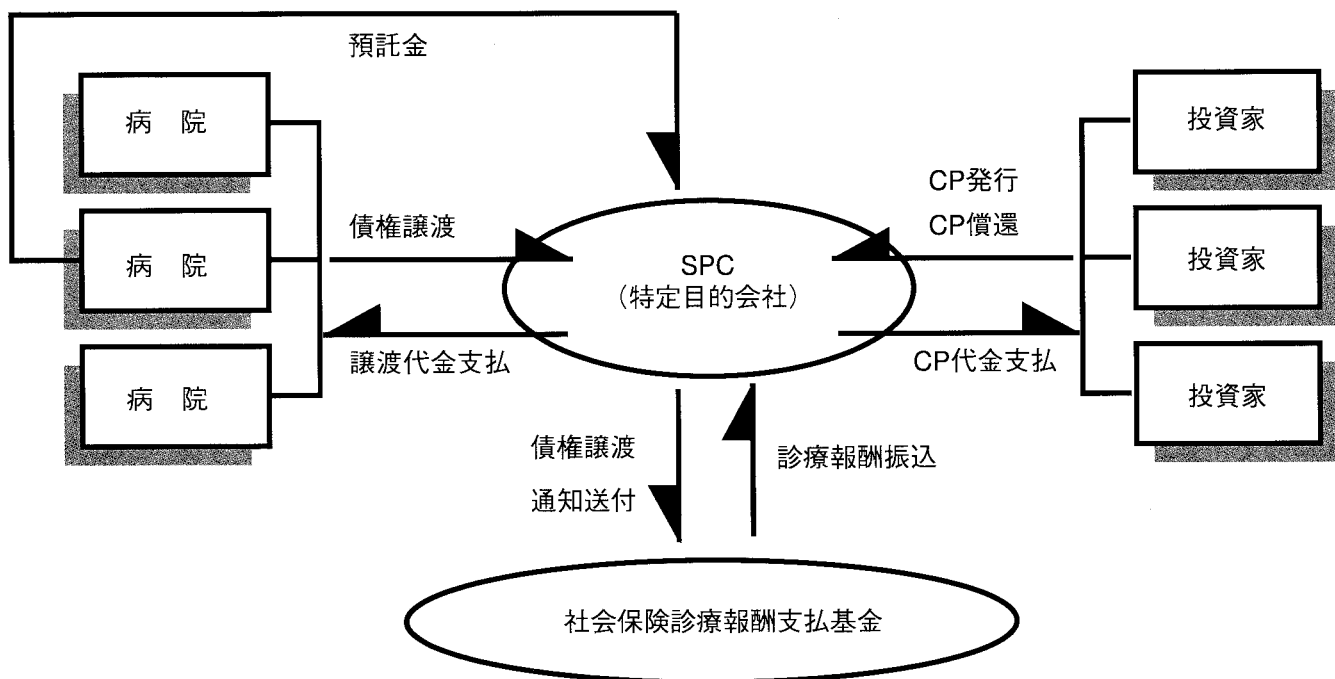 預託金
病 院
病 院
病 院
債権譲渡
譲渡代金支払
SPC
（特定目的会社）
CP発行
CP償還
CP代金支払
投資家
投資家
投資家
債権譲渡
通知送付
診療報酬振込
社会保険診療報酬支払基金